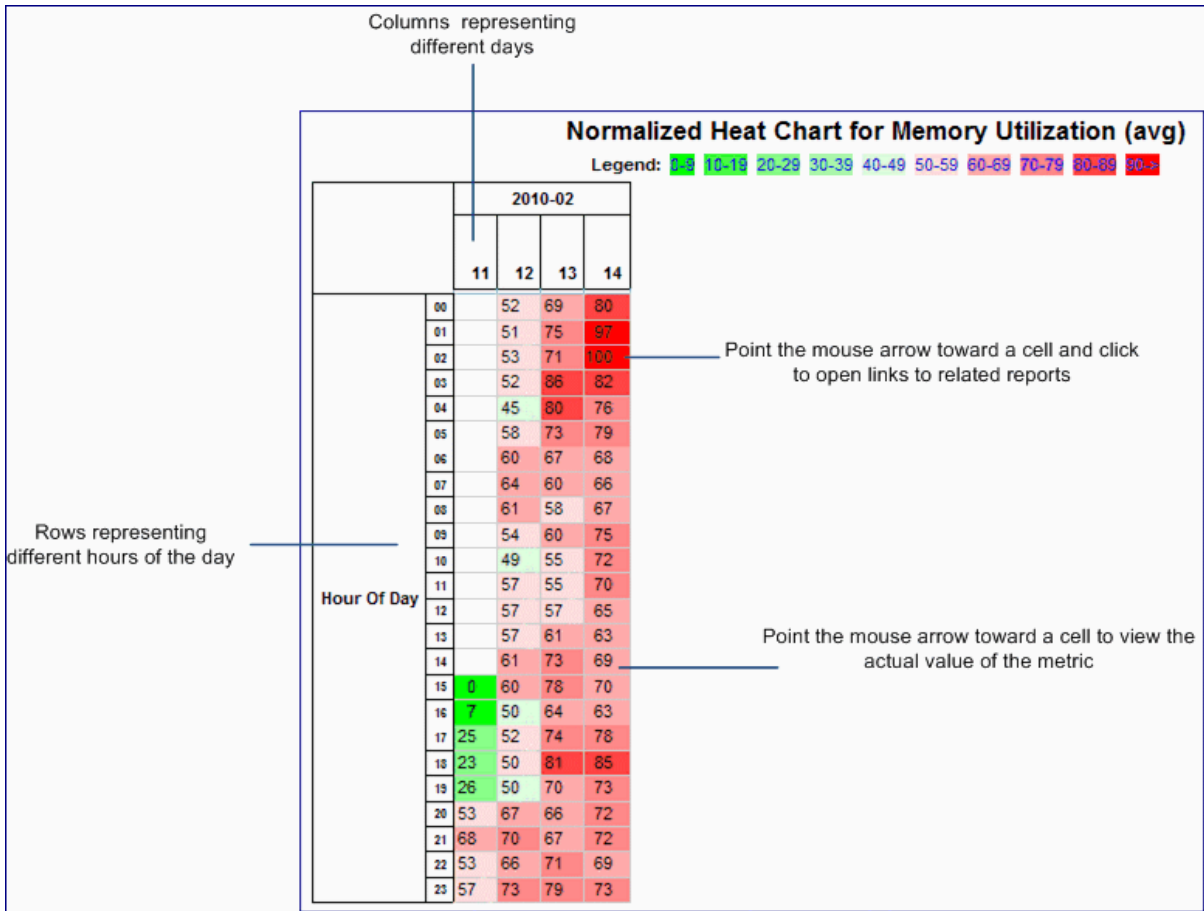 Columns representing
different days
Normalized Heat Chart for Memory Utilization (avg)
Legend: 0-9 10-19 20-29 30-39 40-49 50-59 60-69 70-79 80-89 90->
2010-02
11 12 13 14
00 52 69 80
01 51 75 97
02 53 71 100
Point the mouse arrow toward a cell and click
to open links to related reports
03 52 86 82
04 45 80 76
05 58 73 79
06 60 67 68
07 64 60 66
08 61 58 67
Rows representing
different hours of the day
09 54 60 75
10 49 55 72
11 57 55 70
Hour Of Day
12 57 57 65
13 57 61 63
Point the mouse arrow toward a cell to view the
actual value of the metric
14 61 73 69
15 0 60 78 70
16 7 50 64 63
17 25 52 74 78
18 23 50 81 85
19 26 50 70 73
20 53 67 66 72
21 68 70 67 72
22 53 66 71 69
23 57 73 79 73